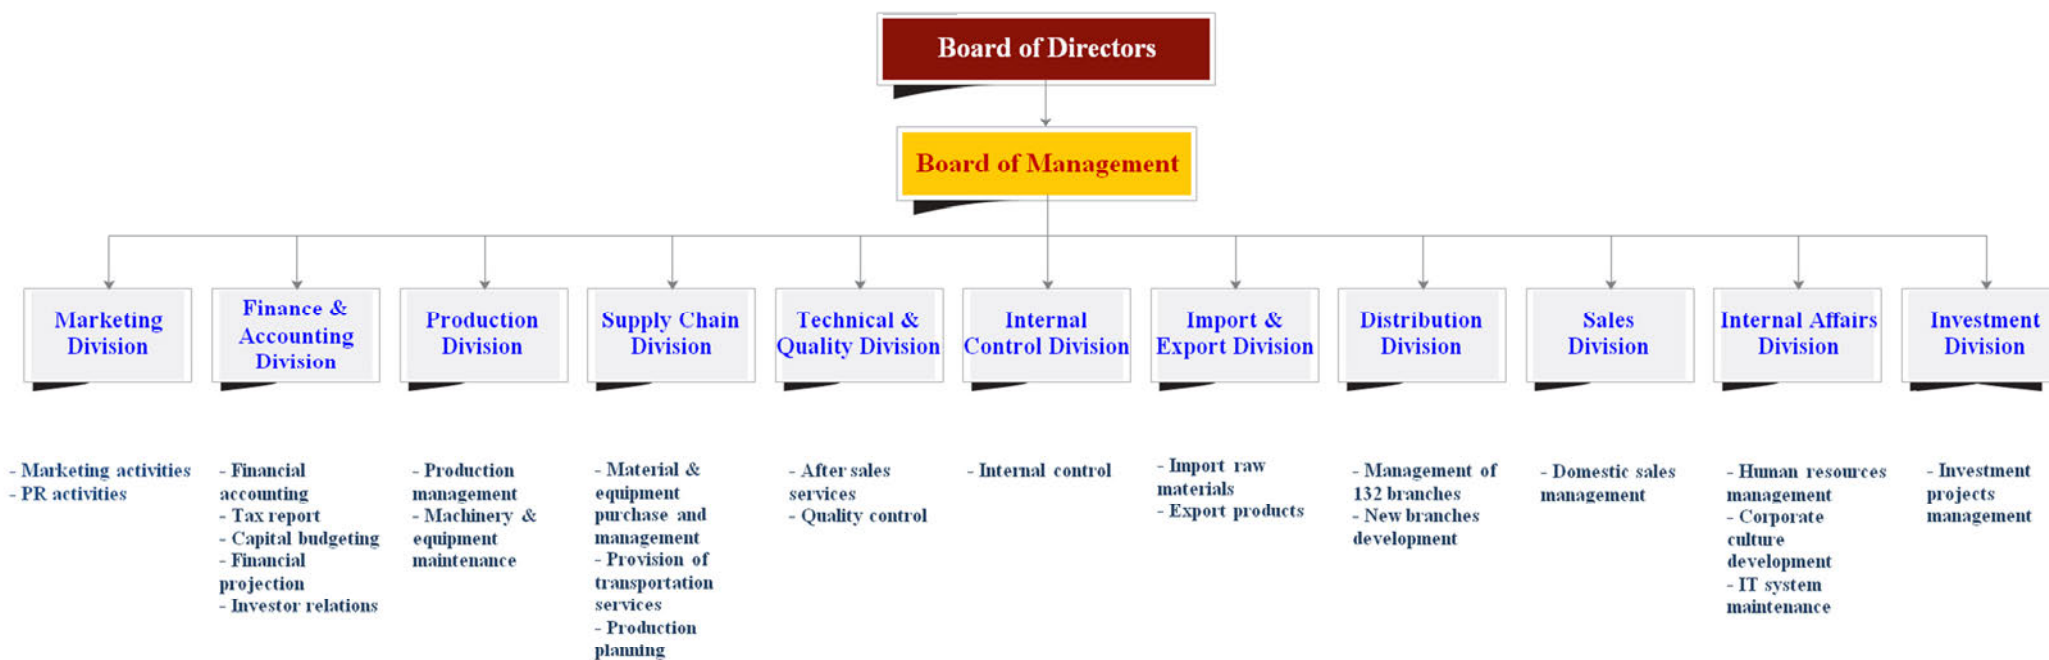 Board of Directors
Board of Management
Marketing
Division
Finance &
Accounting
Division
Production
Division
Supply Chain
Division
Technical &
Quality Division
Internal
Control Division
Import &
Export Division
Distribution
Division
Sales
Division
Internal Affairs
Division
Investment
Division
- Marketing activities
- PR activities
- Financial
accounting
- Tax report
- Capital budgeting
- Financial
projection
- Investor relations
- Production
management
- Machinery &
equipment
maintenance
- Material &
equipment
purchase and
management
- Provision of
transportation
services
- Production
planning
- After sales
services
- Quality control
- Internal control
- Import raw
materials
- Export products
- Management of
132 branches
- New branches
development
- Domestic sales
management
- Human resources
management
- Corporate
culture
development
- IT system
maintenance
- Investment
projects
management